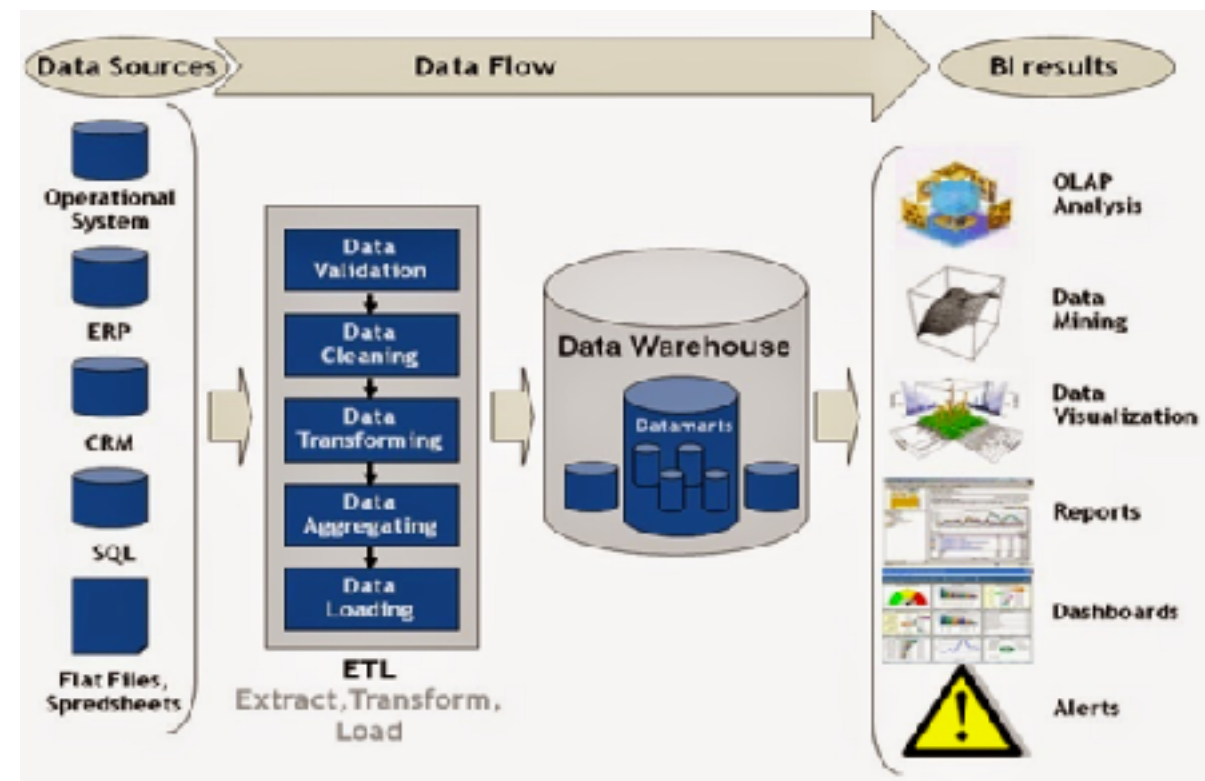 Data Sources
Data Flow
BI results
Operational
System
ERP
CRM
SQL
Flat Files,
Spredsheets
Data
Validation
Data
Cleaning
Data
Transforming
Data
Aggregating
Data
Loading
ETL
Extract, Transform,
Load
Data Warehouse
Datamarts
OLAP
Analysis
Data
Mining
Data
Visualization
Reports
Dashboards
Alerts